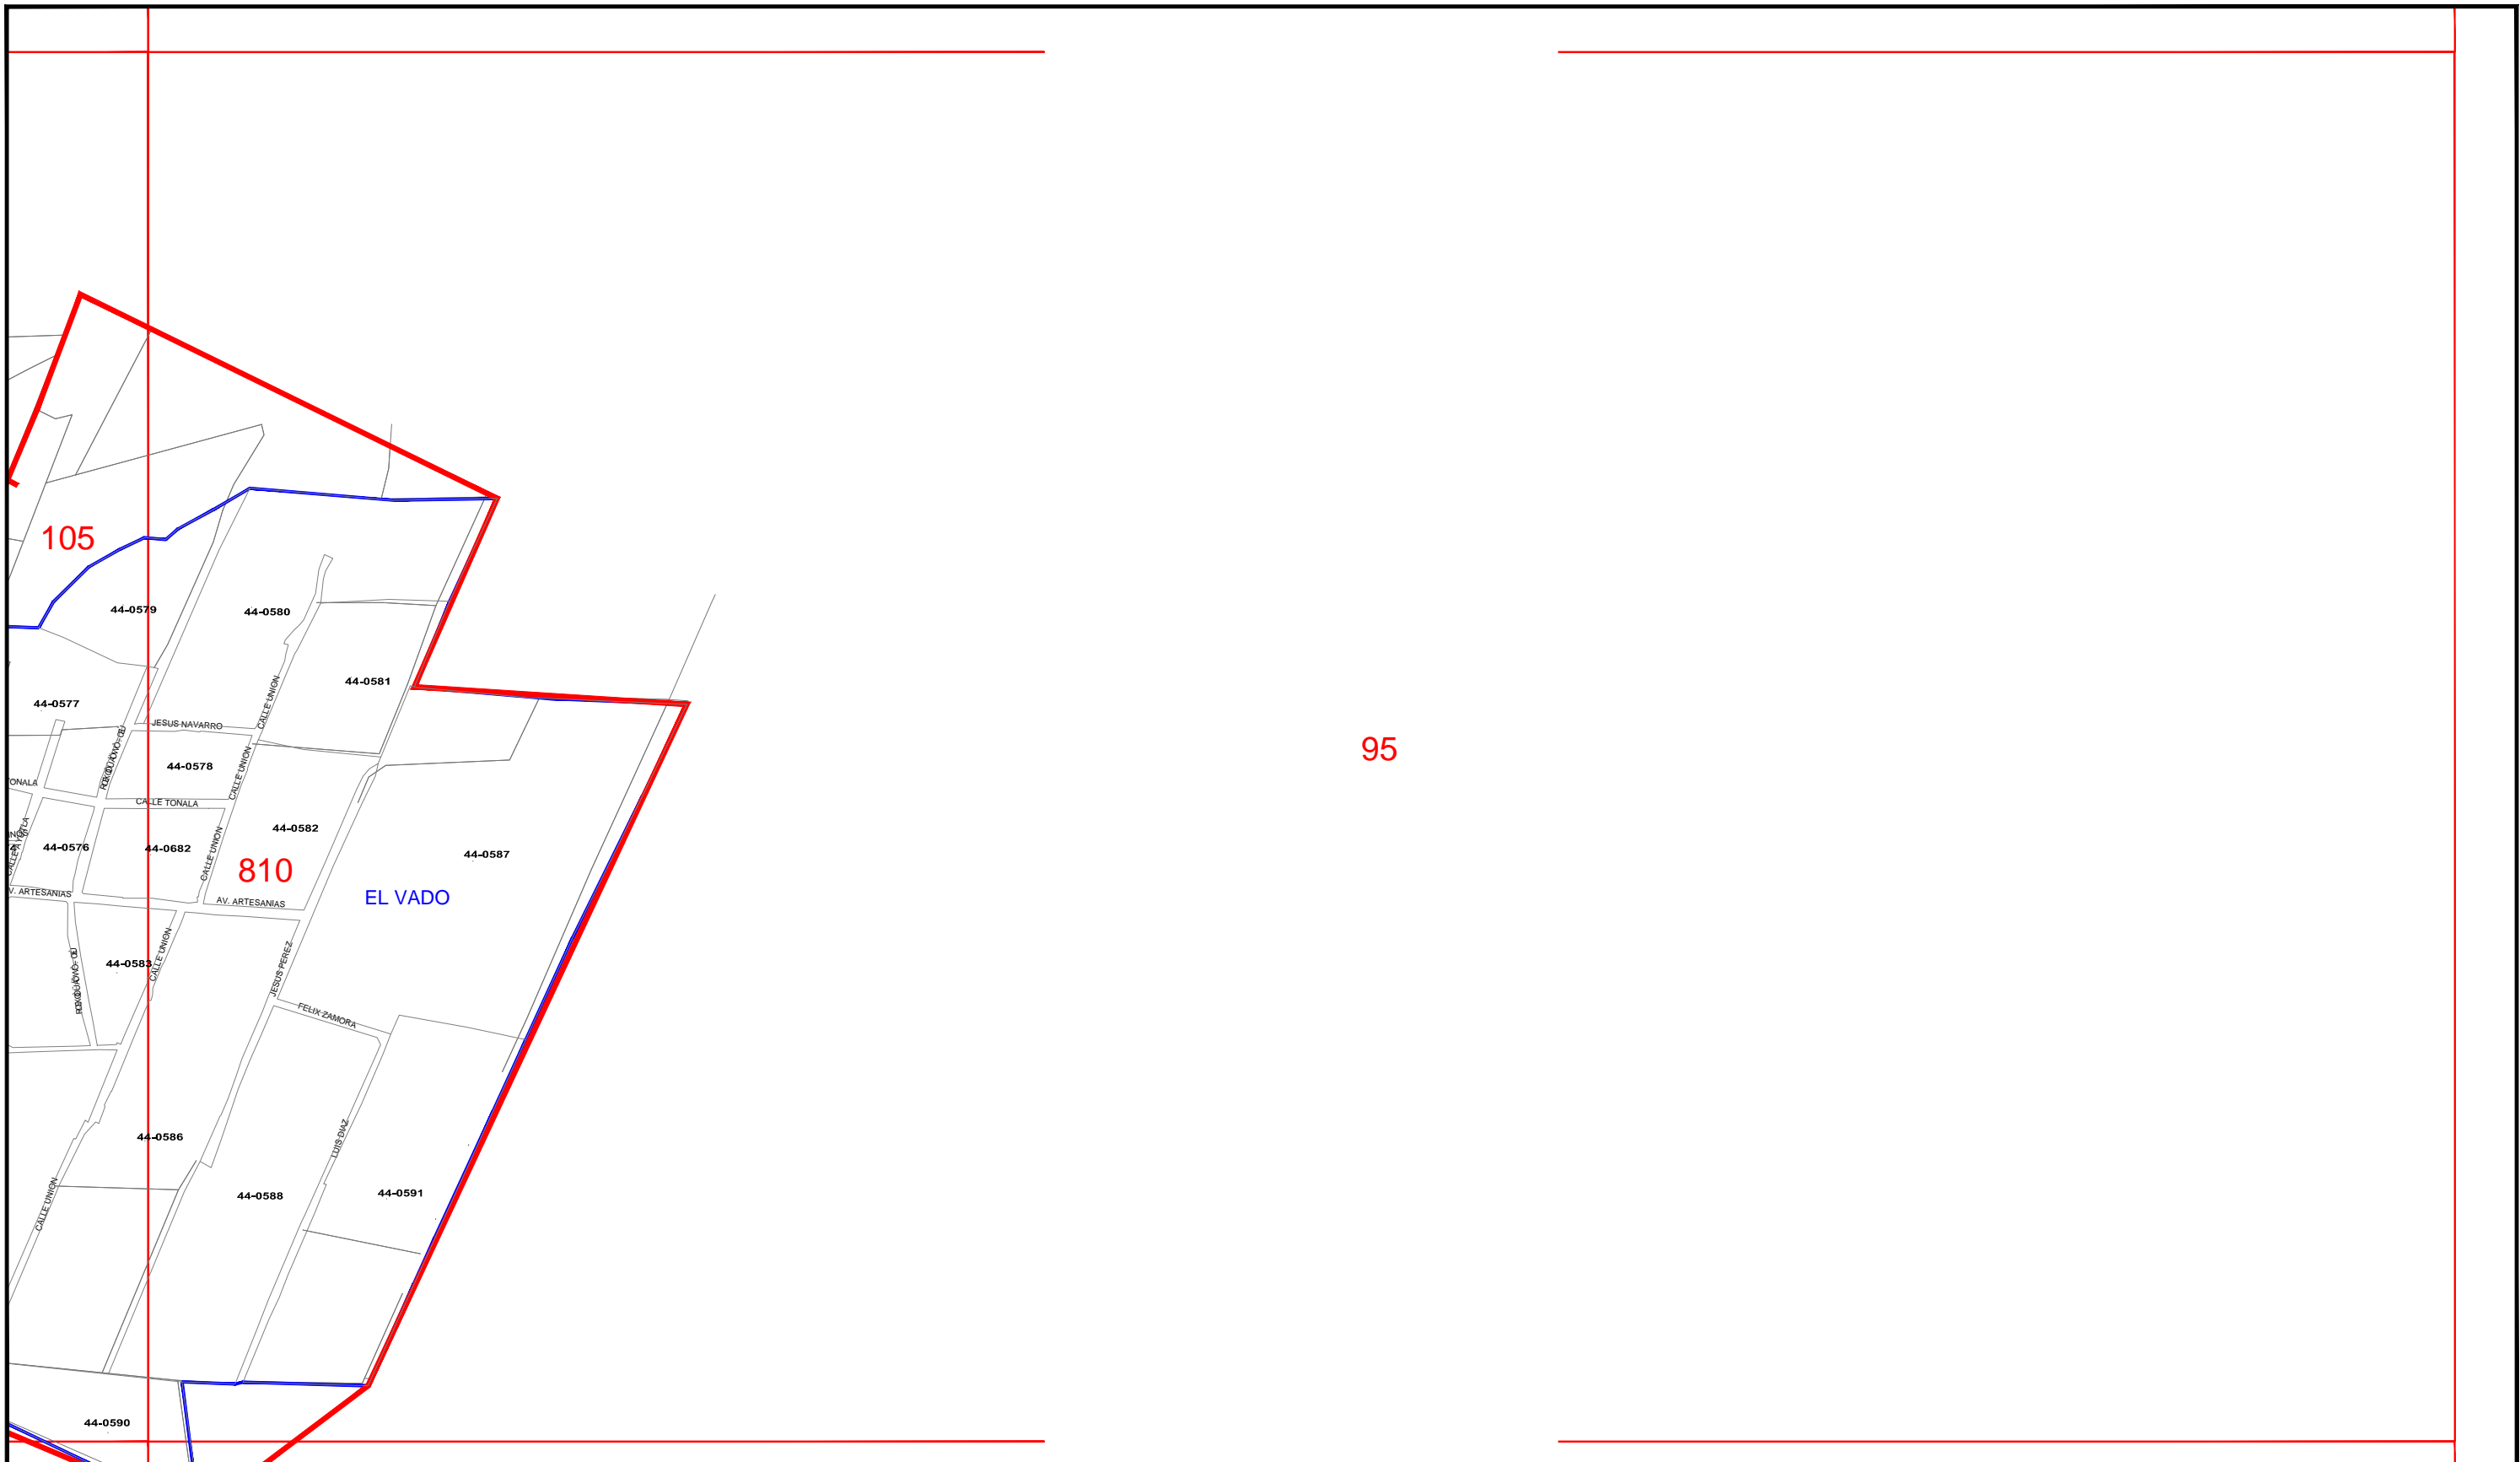 105
44-0579
44-0580
44-0581
CALLE UNION
44-0577
JESUS NAVARRO
95
44-0578
CALLE UNION
TONALA
CALLE TONALA
44-0582
44-0576
44-0682
CALLE UNION
44-0587
810
EL VADO
V. ARTESANIAS
AV. ARTESANIAS
44-0583
CALLE UNION
JESUS PEREZ
FELIX ZAMORA
44-0586
LUIS DIAZ
44-0588
44-0591
CALLE UNION
44-0590